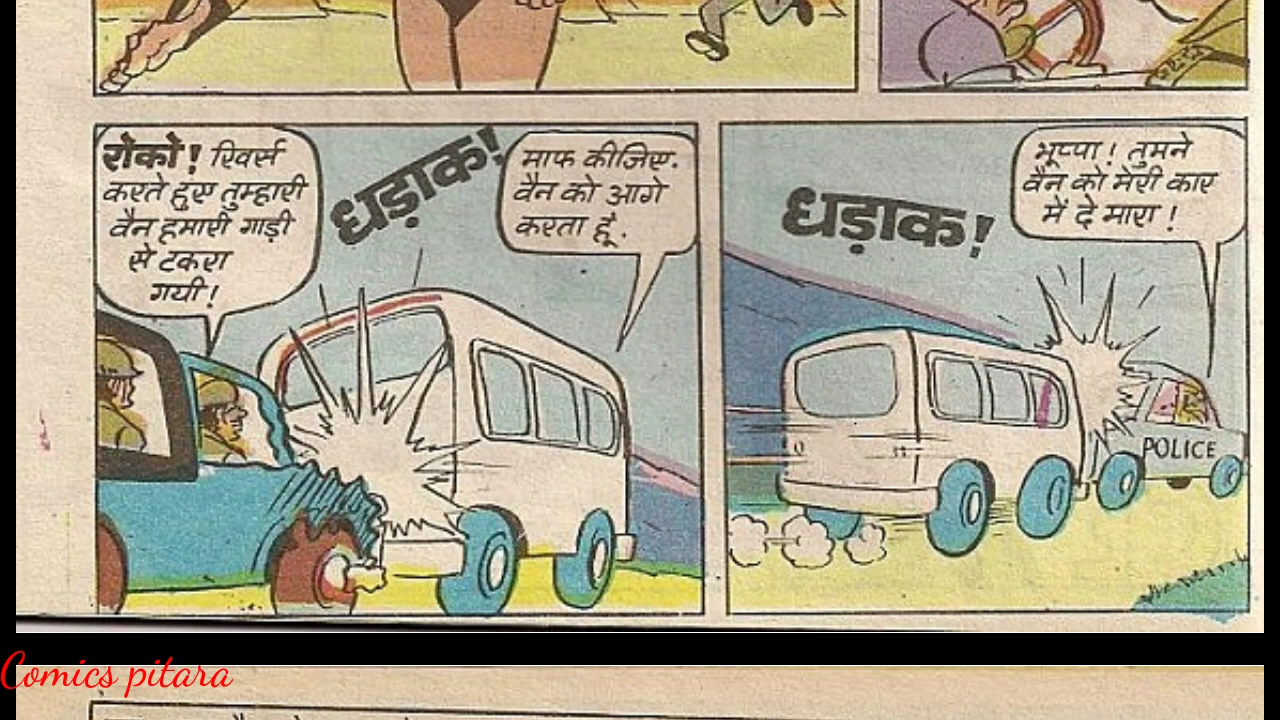 रोको! रिवर्स
करते हुए तुम्हारी
वैन हमारी गाड़ी
से टकरा
गयी!
धड़ाक!
माफ कीजिए.
वैन को आगे
करता हूं.
धड़ाक!
भूप्पा! तुमने
वैन को मेरी कार
में दे मारा!
POLICE
Comics pitara